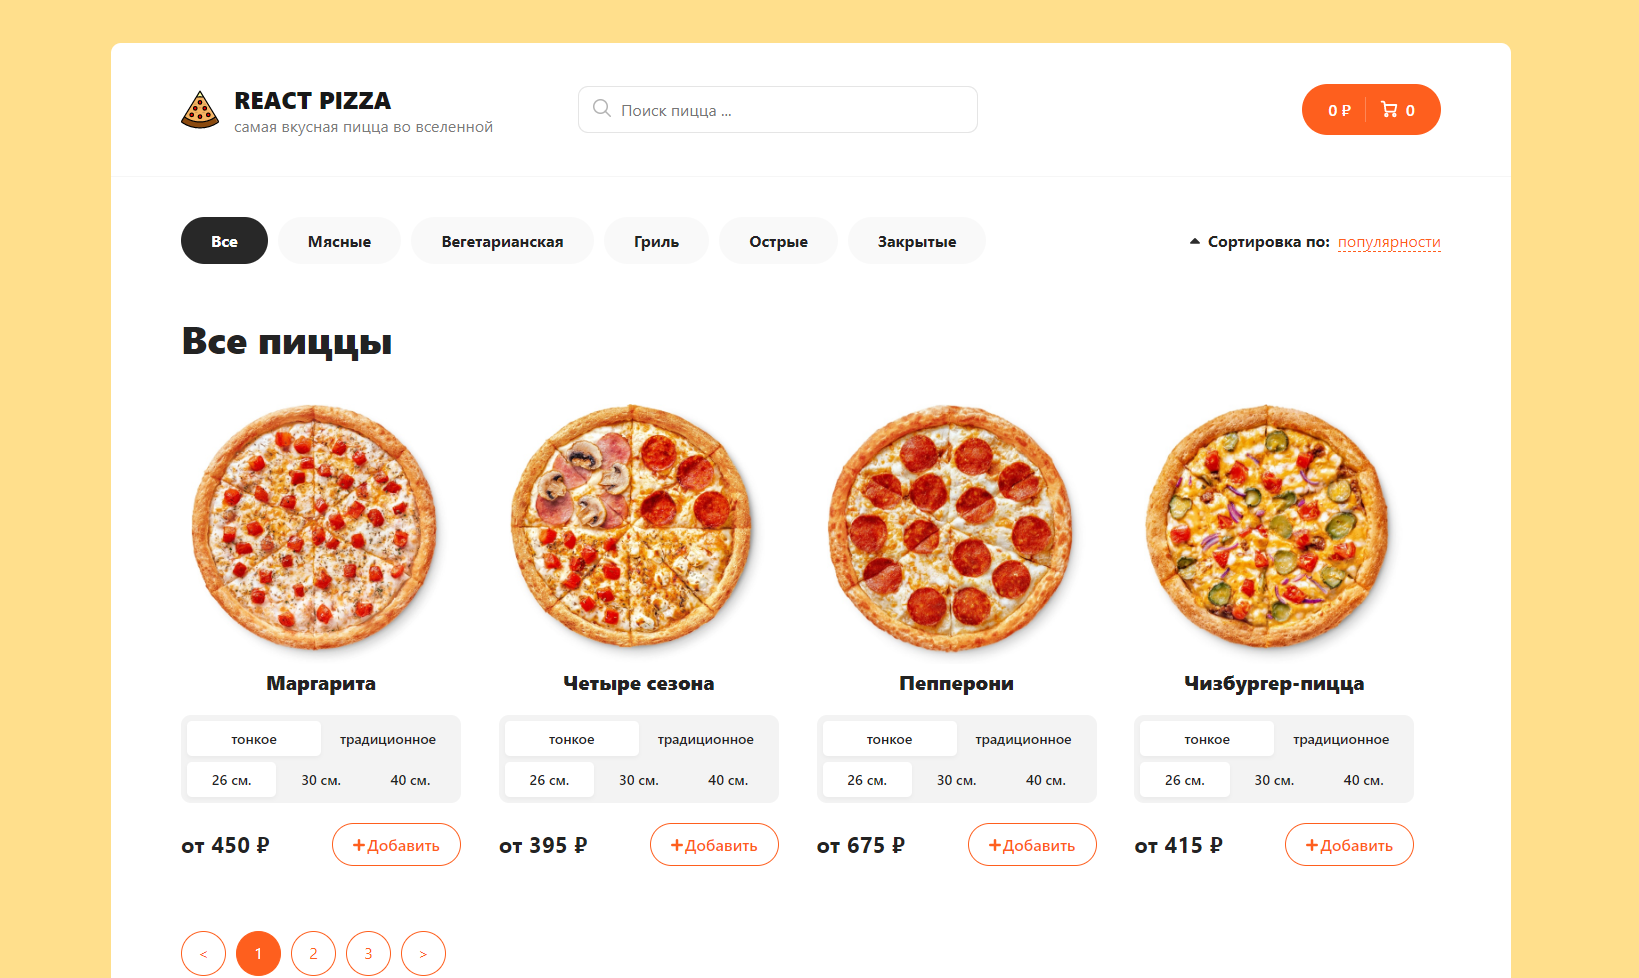 REACT PIZZA
самая вкусная пицца во вселенной
Поиск пицца ...
0 ₽ 0
Все Мясные Вегетарианская Гриль Острые Закрытые
Сортировка по: популярности
Все пиццы
Маргарита Четыре сезона Пепперони Чизбургер-пицца
тонкое традиционное тонкое традиционное тонкое традиционное тонкое традиционное
26 см. 30 см. 40 см. 26 см. 30 см. 40 см. 26 см. 30 см. 40 см. 26 см. 30 см. 40 см.
от 450 ₽ +Добавить от 395 ₽ +Добавить от 675 ₽ +Добавить от 415 ₽ +Добавить
< 1 2 3 >